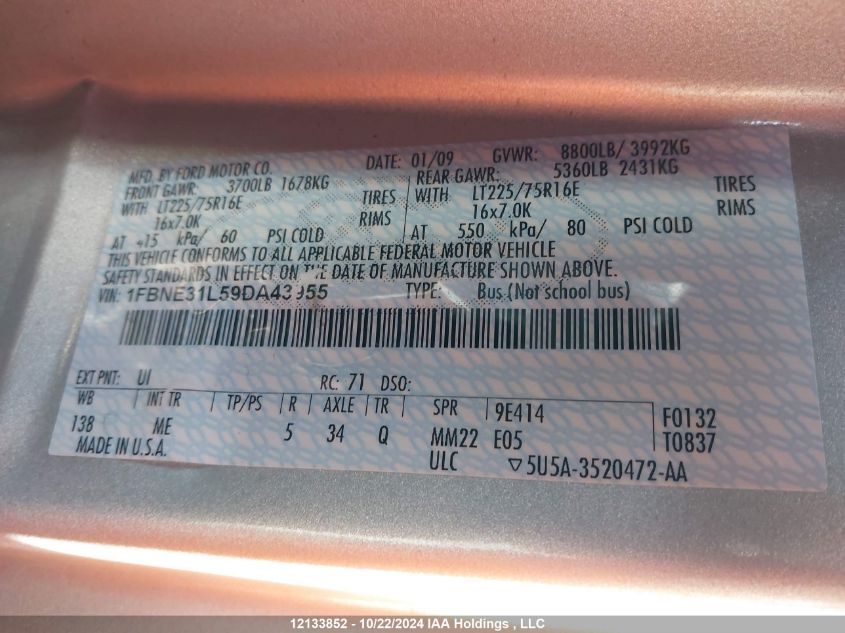 MFD. BY FORD MOTOR CO. DATE: 01/09 GVWR: 8800LB/ 3992KG
FRONT GAWR: 3700LB 1678KG REAR GAWR: 5360LB 2431KG
WITH LT225/75R16E TIRES WITH LT225/75R16E TIRES
16x7.0K RIMS 16x7.0K RIMS
AT 415 kPa/ 60 PSI COLD AT 550 kPa/ 80 PSI COLD
THIS VEHICLE CONFORMS TO ALL APPLICABLE FEDERAL MOTOR VEHICLE
SAFETY STANDARDS IN EFFECT ON THE DATE OF MANUFACTURE SHOWN ABOVE.
VIN: 1FBNE31L59DA43955 TYPE: Bus (Not school bus)
EXT PNT: UI RC: 71 DSO:
WB INT TR TP/PS R AXLE TR SPR 9E414 F0132
138 ME 5 34 Q MM22 E05 T0837
MADE IN U.S.A. ULC ▽5U5A-3520472-AA
12133852 - 10/22/2024 IAA Holdings , LLC